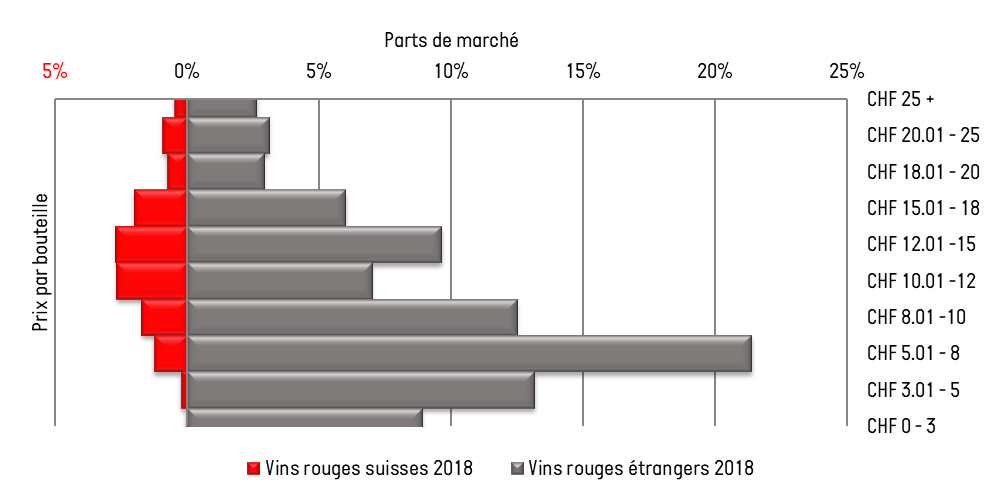 Parts de marché
5% 0% 5% 10% 15% 20% 25%
Prix par bouteille
CHF 25 +
CHF 20.01 - 25
CHF 18.01 - 20
CHF 15.01 - 18
CHF 12.01 -15
CHF 10.01 -12
CHF 8.01 -10
CHF 5.01 - 8
CHF 3.01 - 5
CHF 0 - 3
Vins rouges suisses 2018 Vins rouges étrangers 2018